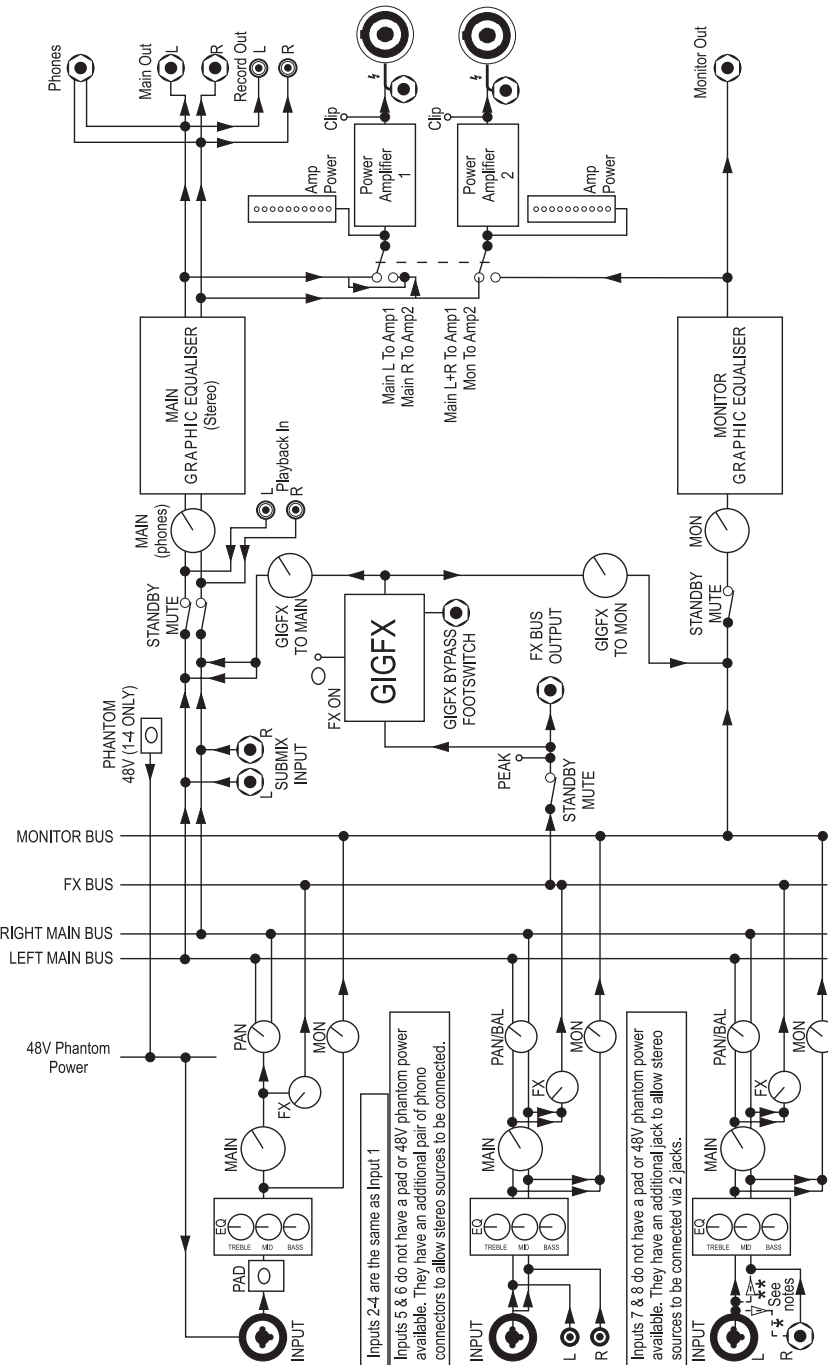 Phones
Main Out
L
R
Record Out
L
R
Clip
Clip
Monitor Out
Amp
Power
Power
Amplifier
1
Power
Amplifier
2
Amp
Power
Main L To Amp1
Main R To Amp2
Main L+R To Amp1
Mon To Amp2
MAIN
GRAPHIC EQUALISER
(Stereo)
MONITOR
GRAPHIC EQUALISER
MAIN
(phones)
L
Playback In
R
MON
STANDBY
MUTE
GIGFX
TO MAIN
GIGFX
TO MON
STANDBY
MUTE
PHANTOM
48V (1-4 ONLY)
FX ON
GIGFX
GIGFX BYPASS
FOOTSWITCH
FX BUS
OUTPUT
L
R
SUBMIX
INPUT
PEAK
STANDBY
MUTE
MONITOR BUS
FX BUS
RIGHT MAIN BUS
LEFT MAIN BUS
48V Phantom
Power
PAN
MON
FX
MAIN
EQ
TREBLE
MID
BASS
PAD
INPUT
Inputs 2-4 are the same as Input 1
Inputs 5 & 6 do not have a pad or 48V phantom power
available. They have an additional pair of phono
connectors to allow stereo sources to be connected.
PAN/BAL
MON
FX
MAIN
EQ
TREBLE
MID
BASS
INPUT
L
R
Inputs 7 & 8 do not have a pad or 48V phantom power
available. They have an additional jack to allow stereo
sources to be connected via 2 jacks.
PAN/BAL
MON
FX
MAIN
EQ
TREBLE
MID
BASS
**
*
See
notes
INPUT
L
R